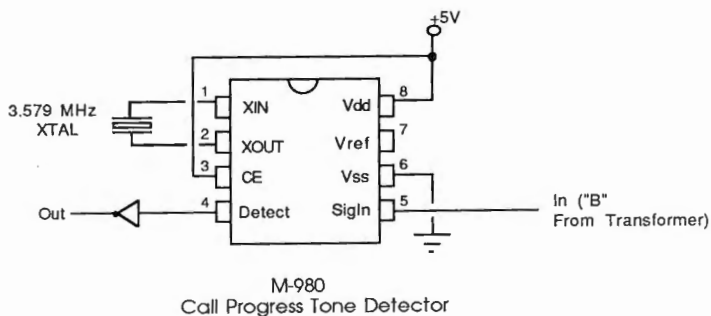 +5V
3.579 MHz
XTAL
1 XIN Vdd 8
2 XOUT Vref 7
3 CE Vss 6
Out 4 Detect SigIn 5
In ("B"
From Transformer)
M-980
Call Progress Tone Detector